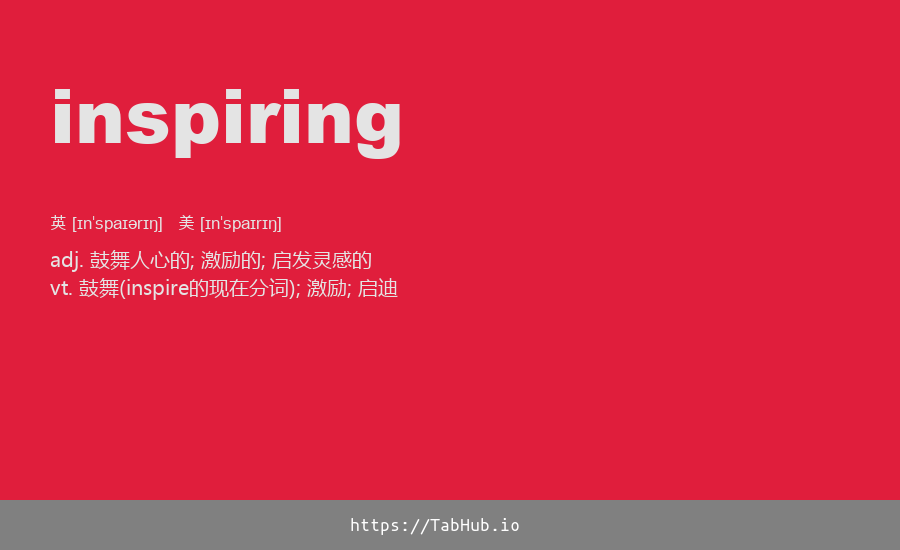 inspiring
英 [ɪnˈspaɪərɪŋ] 美 [ɪnˈspaɪrɪŋ]
adj. 鼓舞人心的; 激励的; 启发灵感的
vt. 鼓舞(inspire的现在分词); 激励; 启迪
https://TabHub.io